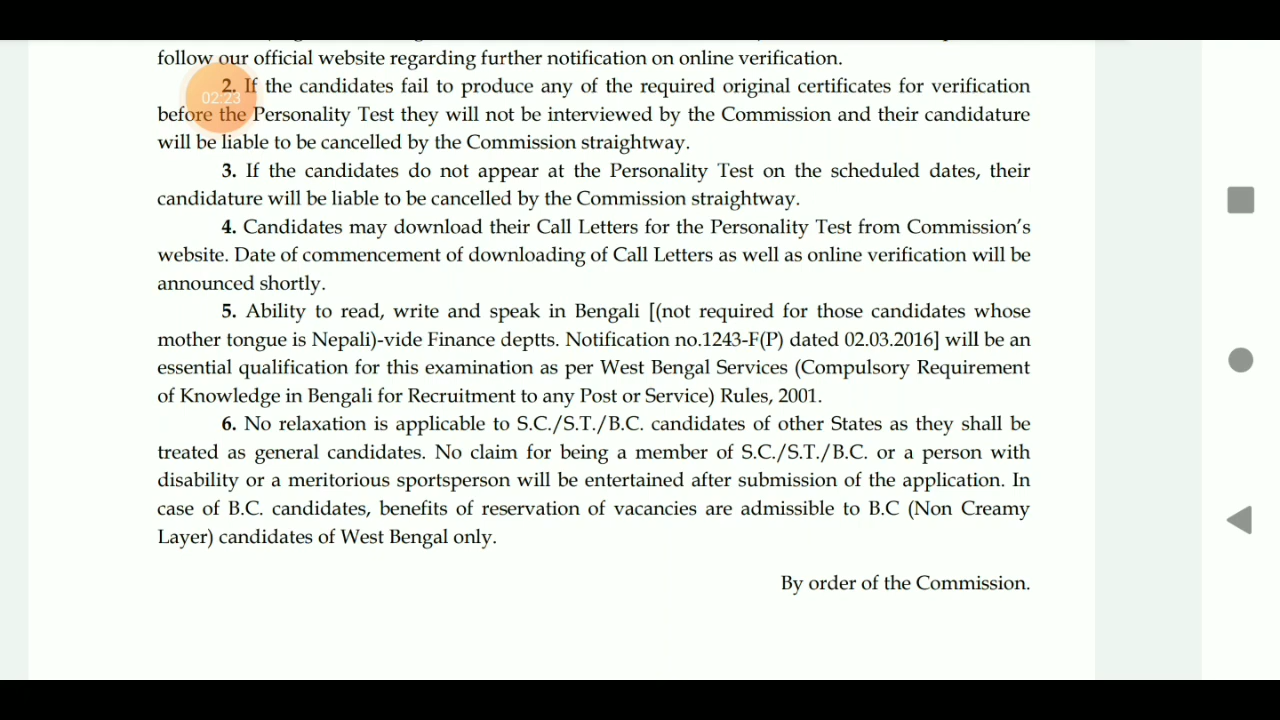 follow our official website regarding further notification on online verification.
2. If the candidates fail to produce any of the required original certificates for verification
before the Personality Test they will not be interviewed by the Commission and their candidature
will be liable to be cancelled by the Commission straightway.
3. If the candidates do not appear at the Personality Test on the scheduled dates, their
candidature will be liable to be cancelled by the Commission straightway.
4. Candidates may download their Call Letters for the Personality Test from Commission's
website. Date of commencement of downloading of Call Letters as well as online verification will be
announced shortly.
5. Ability to read, write and speak in Bengali [(not required for those candidates whose
mother tongue is Nepali)-vide Finance deptts. Notification no.1243-F(P) dated 02.03.2016] will be an
essential qualification for this examination as per West Bengal Services (Compulsory Requirement
of Knowledge in Bengali for Recruitment to any Post or Service) Rules, 2001.
6. No relaxation is applicable to S.C./S.T./B.C. candidates of other States as they shall be
treated as general candidates. No claim for being a member of S.C./S.T./B.C. or a person with
disability or a meritorious sportsperson will be entertained after submission of the application. In
case of B.C. candidates, benefits of reservation of vacancies are admissible to B.C (Non Creamy
Layer) candidates of West Bengal only.
By order of the Commission.
02:23